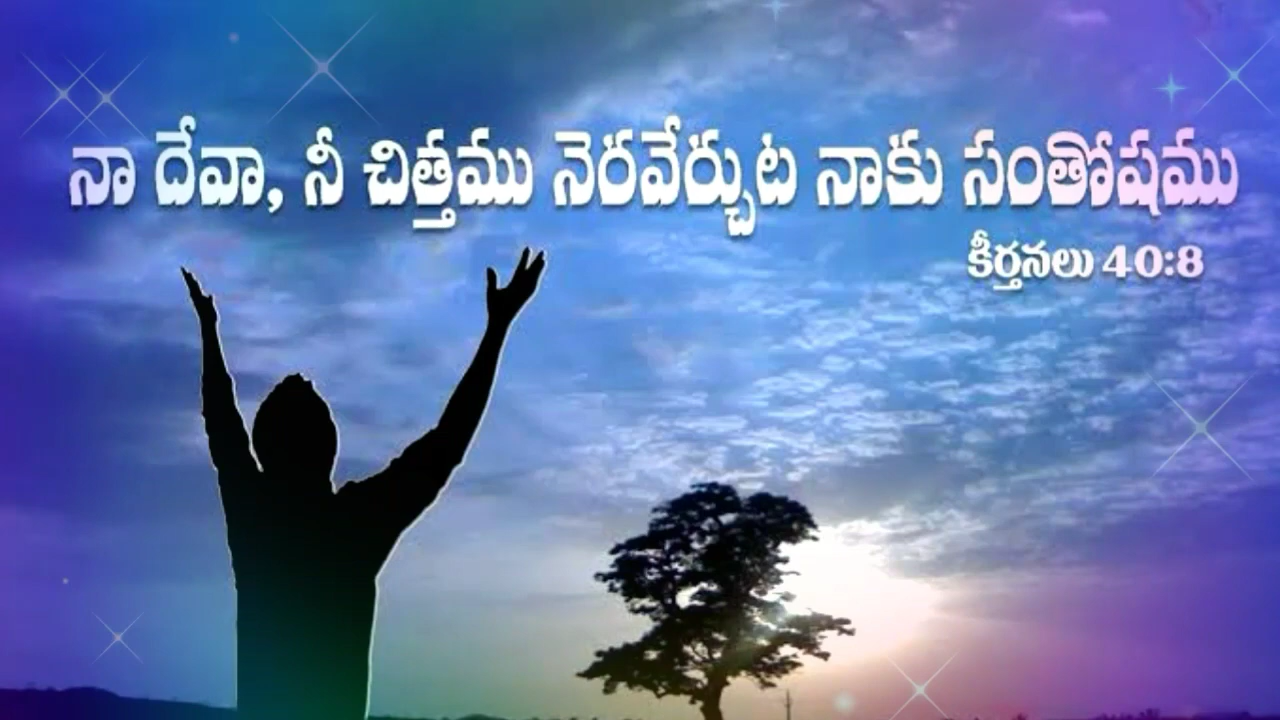 నా దేవా, నీ చిత్తము నెరవేర్చుట నాకు సంతోషము
కీర్తనలు 40:8